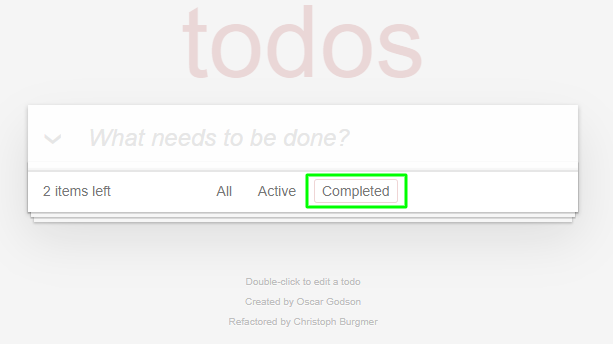 todos
What needs to be done?
2 items left All Active Completed
Double-click to edit a todo
Created by Oscar Godson
Refactored by Christoph Burgmer